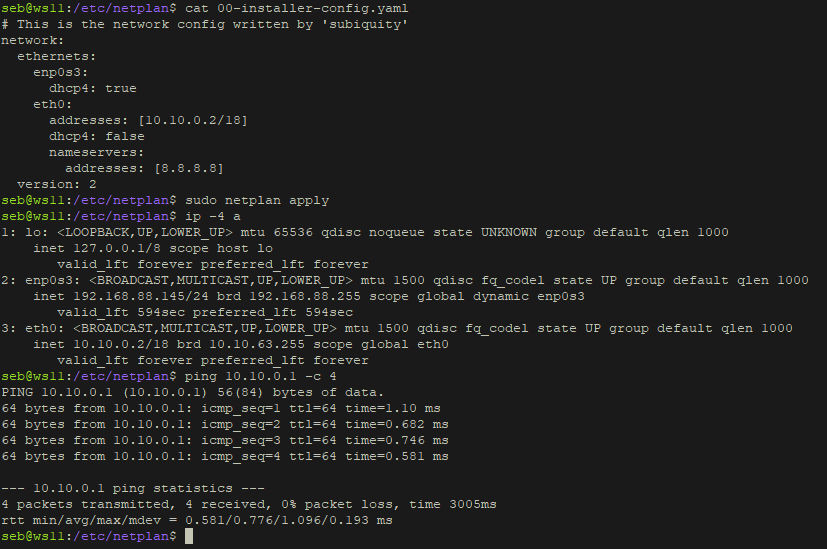 seb@ws11:/etc/netplan$ cat 00-installer-config.yaml
# This is the network config written by 'subiquity'
network:
  ethernets:
    enp0s3:
      dhcp4: true
    eth0:
      addresses: [10.10.0.2/18]
      dhcp4: false
      nameservers:
        addresses: [8.8.8.8]
  version: 2
seb@ws11:/etc/netplan$ sudo netplan apply
seb@ws11:/etc/netplan$ ip -4 a
1: lo: <LOOPBACK,UP,LOWER_UP> mtu 65536 qdisc noqueue state UNKNOWN group default qlen 1000
    inet 127.0.0.1/8 scope host lo
       valid_lft forever preferred_lft forever
2: enp0s3: <BROADCAST,MULTICAST,UP,LOWER_UP> mtu 1500 qdisc fq_codel state UP group default qlen 1000
    inet 192.168.88.145/24 brd 192.168.88.255 scope global dynamic enp0s3
       valid_lft 594sec preferred_lft 594sec
3: eth0: <BROADCAST,MULTICAST,UP,LOWER_UP> mtu 1500 qdisc fq_codel state UP group default qlen 1000
    inet 10.10.0.2/18 brd 10.10.63.255 scope global eth0
       valid_lft forever preferred_lft forever
seb@ws11:/etc/netplan$ ping 10.10.0.1 -c 4
PING 10.10.0.1 (10.10.0.1) 56(84) bytes of data.
64 bytes from 10.10.0.1: icmp_seq=1 ttl=64 time=1.10 ms
64 bytes from 10.10.0.1: icmp_seq=2 ttl=64 time=0.682 ms
64 bytes from 10.10.0.1: icmp_seq=3 ttl=64 time=0.746 ms
64 bytes from 10.10.0.1: icmp_seq=4 ttl=64 time=0.581 ms

--- 10.10.0.1 ping statistics ---
4 packets transmitted, 4 received, 0% packet loss, time 3005ms
rtt min/avg/max/mdev = 0.581/0.776/1.096/0.193 ms
seb@ws11:/etc/netplan$